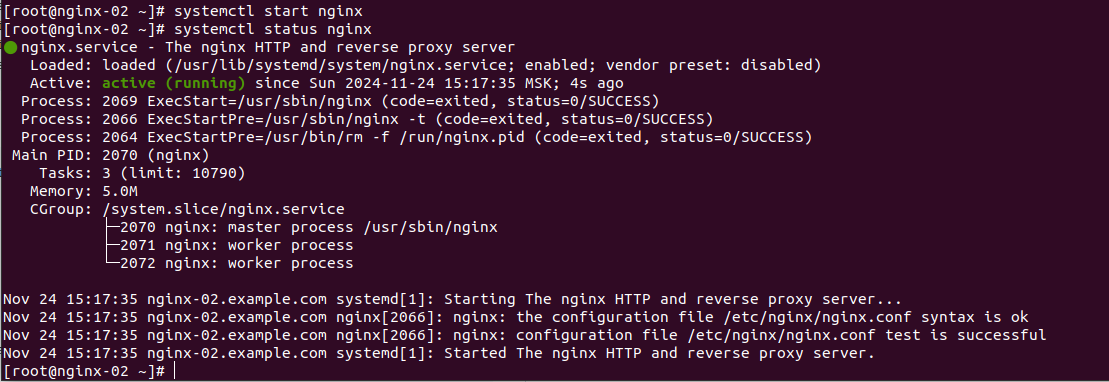 [root@nginx-02 ~]# systemctl start nginx
[root@nginx-02 ~]# systemctl status nginx
● nginx.service - The nginx HTTP and reverse proxy server
   Loaded: loaded (/usr/lib/systemd/system/nginx.service; enabled; vendor preset: disabled)
   Active: active (running) since Sun 2024-11-24 15:17:35 MSK; 4s ago
  Process: 2069 ExecStart=/usr/sbin/nginx (code=exited, status=0/SUCCESS)
  Process: 2066 ExecStartPre=/usr/sbin/nginx -t (code=exited, status=0/SUCCESS)
  Process: 2064 ExecStartPre=/usr/bin/rm -f /run/nginx.pid (code=exited, status=0/SUCCESS)
 Main PID: 2070 (nginx)
    Tasks: 3 (limit: 10790)
   Memory: 5.0M
   CGroup: /system.slice/nginx.service
           ├─2070 nginx: master process /usr/sbin/nginx
           ├─2071 nginx: worker process
           └─2072 nginx: worker process

Nov 24 15:17:35 nginx-02.example.com systemd[1]: Starting The nginx HTTP and reverse proxy server...
Nov 24 15:17:35 nginx-02.example.com nginx[2066]: nginx: the configuration file /etc/nginx/nginx.conf syntax is ok
Nov 24 15:17:35 nginx-02.example.com nginx[2066]: nginx: configuration file /etc/nginx/nginx.conf test is successful
Nov 24 15:17:35 nginx-02.example.com systemd[1]: Started The nginx HTTP and reverse proxy server.
[root@nginx-02 ~]#